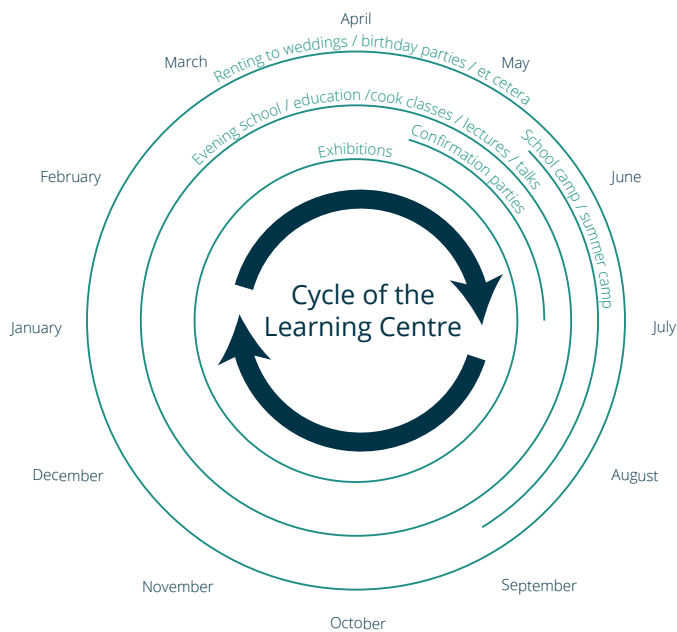 April
March
May
Renting to weddings / birthday parties / et cetera
Evening school / education /cook classes / lectures / talks
Confirmation parties
School camp / summer camp
Exhibitions
February
June
Cycle of the
Learning Centre
January
July
December
August
November
September
October